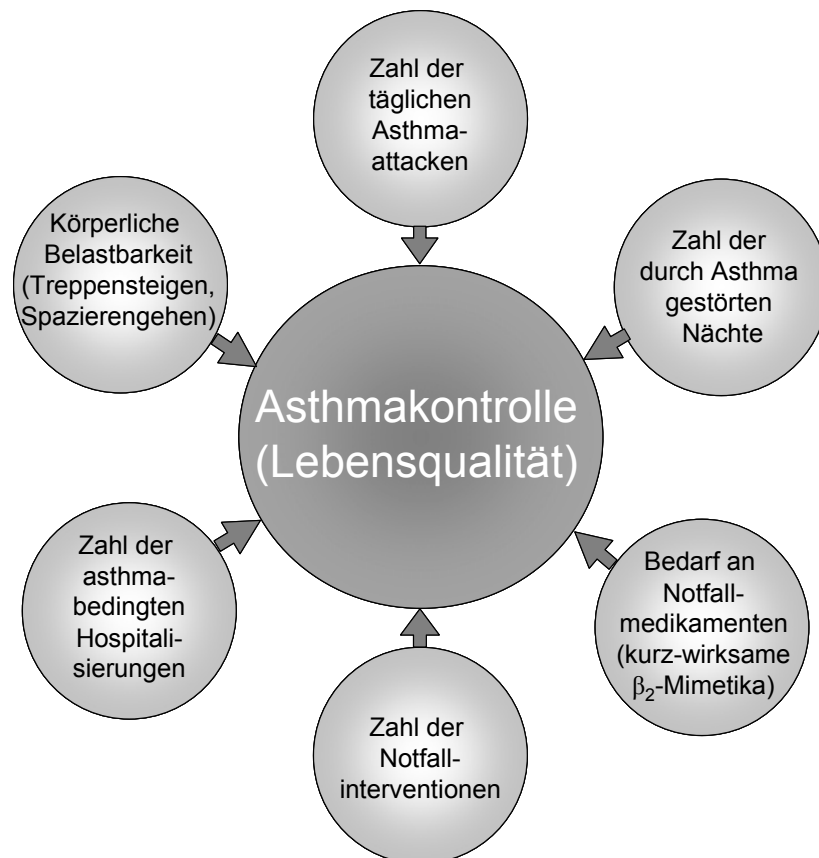 Zahl der
täglichen
Asthma-
attacken
Körperliche
Belastbarkeit
(Treppensteigen,
Spazierengehen)
Zahl der
durch Asthma
gestörten
Nächte
Asthmakontrolle
(Lebensqualität)
Zahl der
asthma-
bedingten
Hospitali-
sierungen
Bedarf an
Notfall-
medikamenten
(kurz-wirksame
β₂-Mimetika)
Zahl der
Notfall-
interventionen